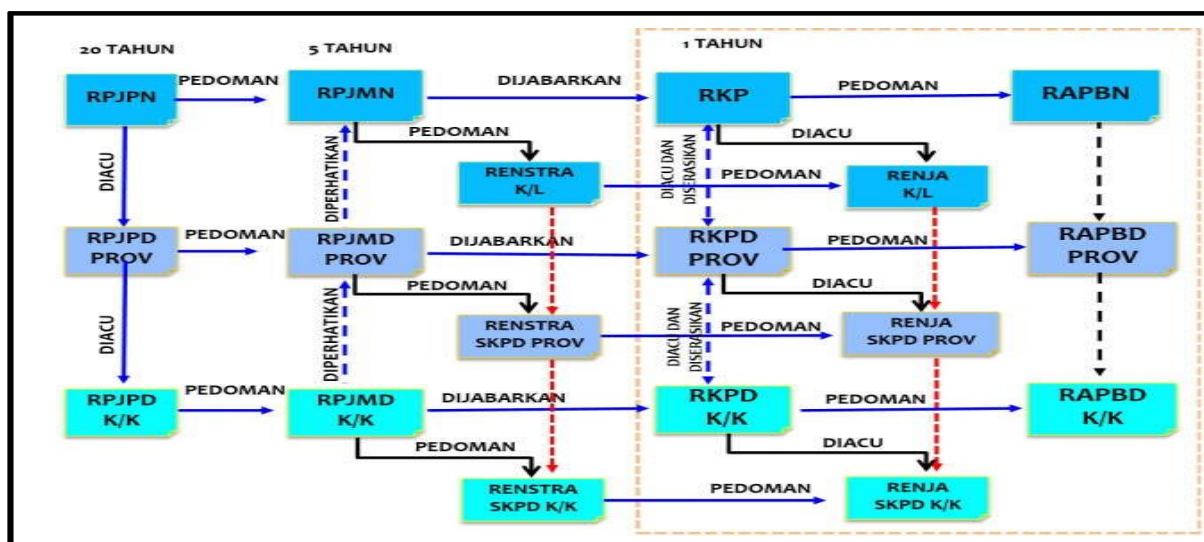 20 TAHUN
5 TAHUN
1 TAHUN
RPJPN
PEDOMAN
RPJMN
DIJABARKAN
RKP
PEDOMAN
RAPBN
DIACU
DIPERHATIKAN
PEDOMAN
RENSTRA
K/L
DIACU DAN
DISERASIKAN
PEDOMAN
DIACU
RENJA
K/L
RPJPD
PROV
PEDOMAN
RPJMD
PROV
DIJABARKAN
RKPD
PROV
PEDOMAN
RAPBD
PROV
DIACU
DIPERHATIKAN
PEDOMAN
RENSTRA
SKPD PROV
DIACU DAN
DISERASIKAN
PEDOMAN
DIACU
RENJA
SKPD PROV
RPJPD
K/K
PEDOMAN
RPJMD
K/K
DIJABARKAN
RKPD
K/K
PEDOMAN
RAPBD
K/K
PEDOMAN
RENSTRA
SKPD K/K
PEDOMAN
DIACU
RENJA
SKPD K/K